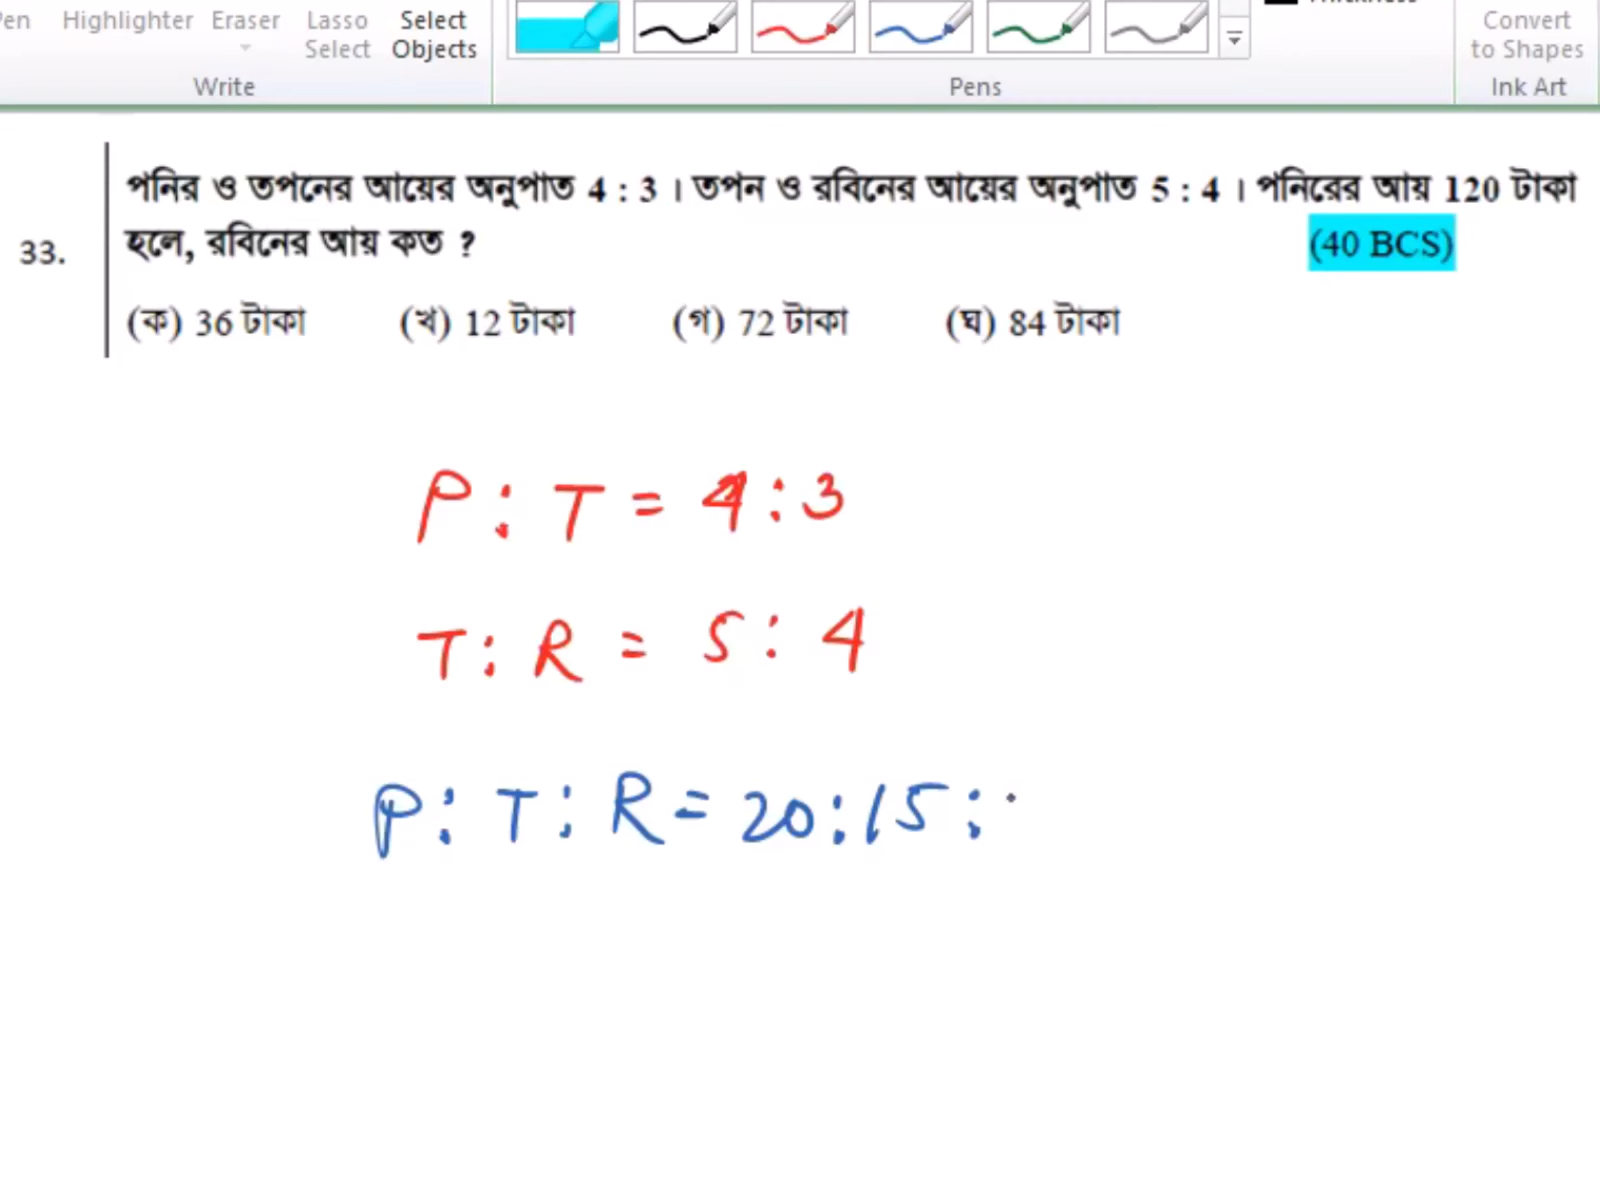 Highlighter Eraser Lasso Select Select Objects
Convert to Shapes
Write
Pens
Ink Art
33.
পনির ও তপনের আয়ের অনুপাত 4 : 3 । তপন ও রবিনের আয়ের অনুপাত 5 : 4 । পনিরের আয় 120 টাকা
হলে, রবিনের আয় কত ? (40 BCS)
(ক) 36 টাকা (খ) 12 টাকা (গ) 72 টাকা (ঘ) 84 টাকা
P : T = 4 : 3
T : R = 5 : 4
P : T : R = 20 : 15 :